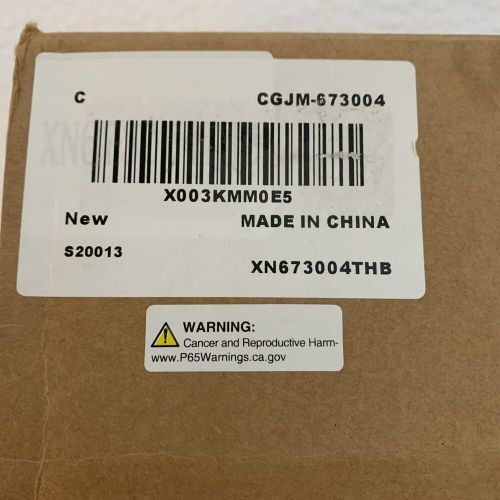 C CGJM-673004
X003KMM0E5
New MADE IN CHINA
S20013
XN673004THB
WARNING:
Cancer and Reproductive Harm-
www.P65Warnings.ca.gov